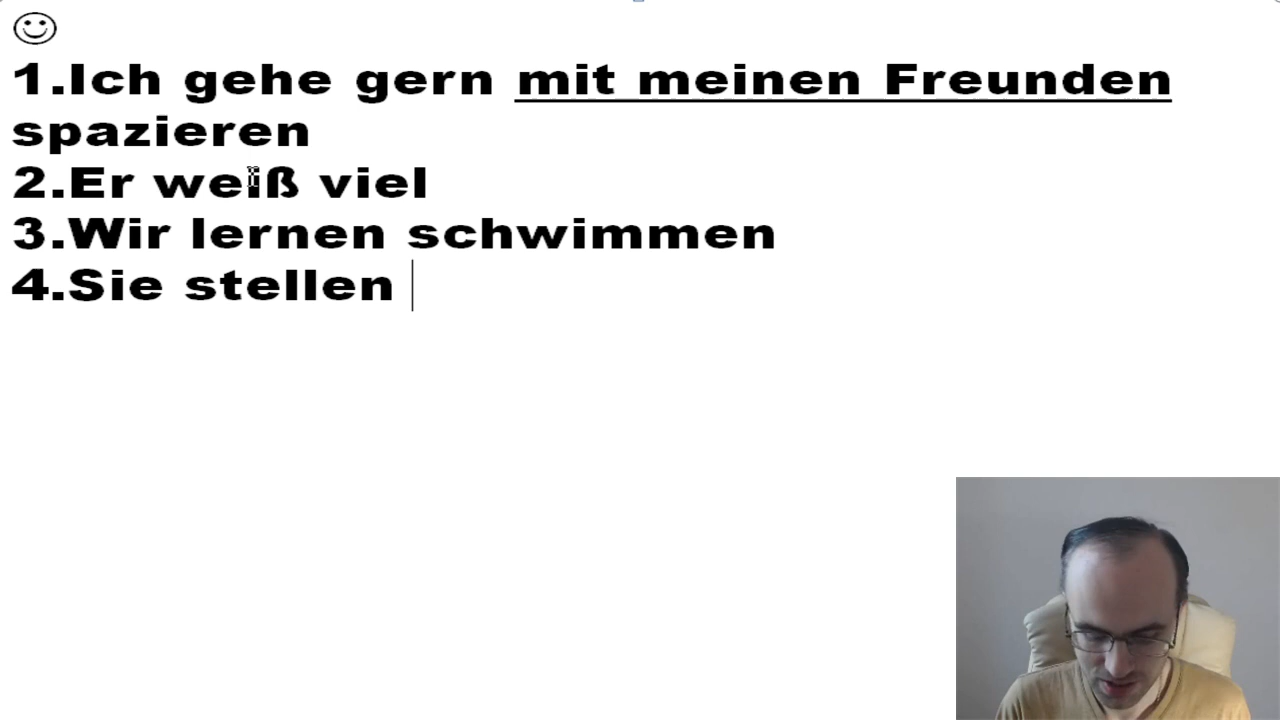 1.Ich gehe gern mit meinen Freunden
spazieren
2.Er weiß viel
3.Wir lernen schwimmen
4.Sie stellen